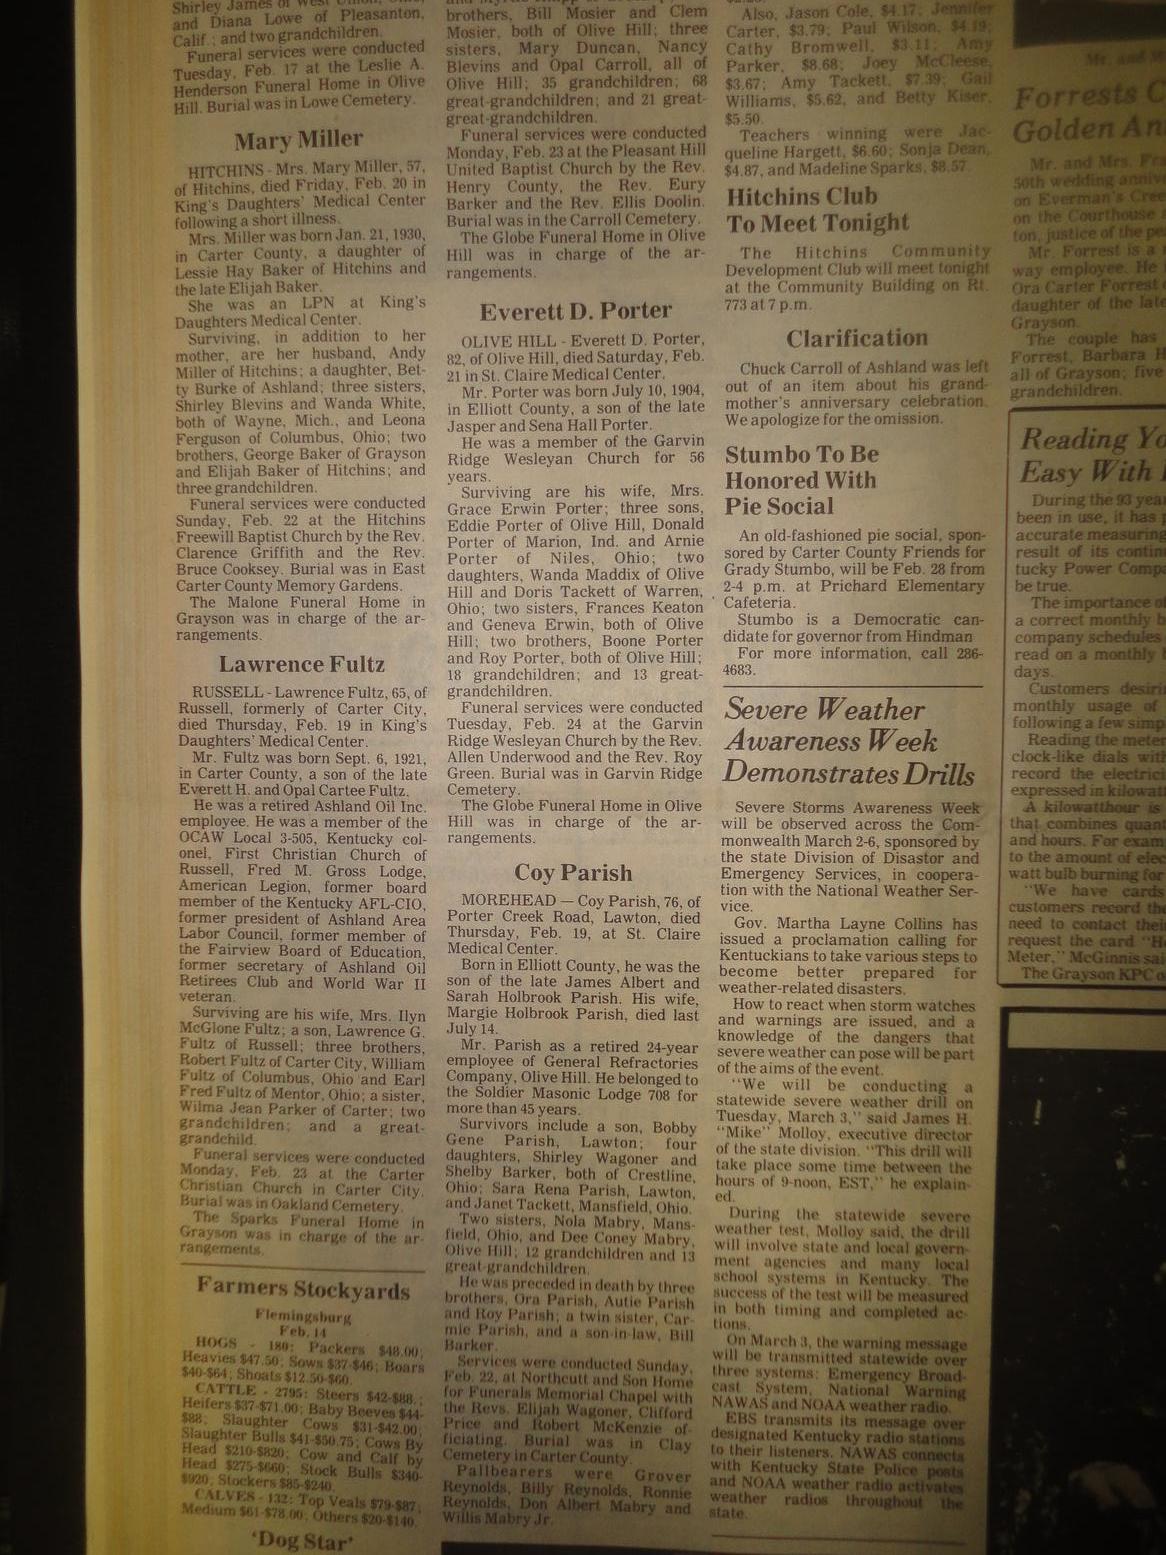 Shirley James of West Union, Ohio,
and Diana Lowe of Pleasanton,
Calif.; and two grandchildren.
Funeral services were conducted
Tuesday, Feb. 17 at the Leslie A.
Henderson Funeral Home in Olive
Hill. Burial was in Lowe Cemetery.
Mary Miller
HITCHINS - Mrs. Mary Miller, 57,
of Hitchins, died Friday, Feb. 20 in
King's Daughters' Medical Center
following a short illness.
Mrs. Miller was born Jan. 21, 1930,
in Carter County, a daughter of
Lessie Hay Baker of Hitchins and
the late Elijah Baker.
She was an LPN at King's
Daughters Medical Center.
Surviving, in addition to her
mother, are her husband, Andy
Miller of Hitchins; a daughter, Bet-
ty Burke of Ashland; three sisters,
Shirley Blevins and Wanda White,
both of Wayne, Mich., and Leona
Ferguson of Columbus, Ohio; two
brothers, George Baker of Grayson
and Elijah Baker of Hitchins; and
three grandchildren.
Funeral services were conducted
Sunday, Feb. 22 at the Hitchins
Freewill Baptist Church by the Rev.
Clarence Griffith and the Rev.
Bruce Cooksey. Burial was in East
Carter County Memory Gardens.
The Malone Funeral Home in
Grayson was in charge of the ar-
rangements.
Lawrence Fultz
RUSSELL - Lawrence Fultz, 65, of
Russell, formerly of Carter City,
died Thursday, Feb. 19 in King's
Daughters' Medical Center.
Mr. Fultz was born Sept. 6, 1921,
in Carter County, a son of the late
Everett H. and Opal Cartee Fultz.
He was a retired Ashland Oil Inc.
employee. He was a member of the
OCAW Local 3-505, Kentucky col-
onel, First Christian Church of
Russell, Fred M. Gross Lodge,
American Legion, former board
member of the Kentucky AFL-CIO,
former president of Ashland Area
Labor Council, former member of
the Fairview Board of Education,
former secretary of Ashland Oil
Retirees Club and World War II
veteran.
Surviving are his wife, Mrs. Ilyn
McGlone Fultz; a son, Lawrence G.
Fultz of Russell; three brothers,
Robert Fultz of Carter City, William
Fultz of Columbus, Ohio and Earl
Fred Fultz of Mentor, Ohio; a sister,
Wilma Jean Parker of Carter; two
grandchildren; and a great-
grandchild.
Funeral services were conducted
Monday, Feb. 23 at the Carter
Christian Church in Carter City.
Burial was in Oakland Cemetery.
The Sparks Funeral Home in
Grayson was in charge of the ar-
rangements.
Farmers Stockyards
Flemingsburg
Feb. 14
HOGS - 180: Packers $48.00;
Heavies $47.50; Sows $37-$46; Boars
$40-$64; Shoats $12.50-$60.
CATTLE - 2795: Steers $42-$88.;
Heifers $37-$71.00; Baby Beeves $44-
$88; Slaughter Cows $31-$42.00;
Slaughter Bulls $41-$50.75; Cows By
Head $210-$820; Cow and Calf by
Head $275-$660; Stock Bulls $340-
$920; Stockers $85-$240.
CALVES - 132: Top Veals $79-$87;
Medium $61-$78.00; Others $20-$140.
'Dog Star'
brothers, Bill Mosier and Clem
Mosier, both of Olive Hill; three
sisters, Mary Duncan, Nancy
Blevins and Opal Carroll, all of
Olive Hill; 35 grandchildren; 68
great-grandchildren; and 21 great-
great-grandchildren.
Funeral services were conducted
Monday, Feb. 23 at the Pleasant Hill
United Baptist Church by the Rev.
Henry County, the Rev. Eury
Barker and the Rev. Ellis Doolin.
Burial was in the Carroll Cemetery.
The Globe Funeral Home in Olive
Hill was in charge of the ar-
rangements.
Everett D. Porter
OLIVE HILL - Everett D. Porter,
82, of Olive Hill, died Saturday, Feb.
21 in St. Claire Medical Center.
Mr. Porter was born July 10, 1904,
in Elliott County, a son of the late
Jasper and Sena Hall Porter.
He was a member of the Garvin
Ridge Wesleyan Church for 56
years.
Surviving are his wife, Mrs.
Grace Erwin Porter; three sons,
Eddie Porter of Olive Hill, Donald
Porter of Marion, Ind. and Arnie
Porter of Niles, Ohio; two
daughters, Wanda Maddix of Olive
Hill and Doris Tackett of Warren,
Ohio; two sisters, Frances Keaton
and Geneva Erwin, both of Olive
Hill; two brothers, Boone Porter
and Roy Porter, both of Olive Hill;
18 grandchildren; and 13 great-
grandchildren.
Funeral services were conducted
Tuesday, Feb. 24 at the Garvin
Ridge Wesleyan Church by the Rev.
Allen Underwood and the Rev. Roy
Green. Burial was in Garvin Ridge
Cemetery.
The Globe Funeral Home in Olive
Hill was in charge of the ar-
rangements.
Coy Parish
MOREHEAD — Coy Parish, 76, of
Porter Creek Road, Lawton, died
Thursday, Feb. 19, at St. Claire
Medical Center.
Born in Elliott County, he was the
son of the late James Albert and
Sarah Holbrook Parish. His wife,
Margie Holbrook Parish, died last
July 14.
Mr. Parish as a retired 24-year
employee of General Refractories
Company, Olive Hill. He belonged to
the Soldier Masonic Lodge 708 for
more than 45 years.
Survivors include a son, Bobby
Gene Parish, Lawton; four
daughters, Shirley Wagoner and
Shelby Barker, both of Crestline,
Ohio; Sara Rena Parish, Lawton,
and Janet Tackett, Mansfield, Ohio.
Two sisters, Nola Mabry, Mans-
field, Ohio, and Dee Coney Mabry,
Olive Hill; 12 grandchildren and 13
great-grandchildren.
He was preceded in death by three
brothers, Ora Parish, Autie Parish
and Roy Parish; a twin sister, Car-
mie Parish, and a son-in-law, Bill
Barker.
Services were conducted Sunday,
Feb. 22, at Northcutt and Son Home
for Funerals Memorial Chapel with
the Revs. Elijah Wagoner, Clifford
Price and Robert McKenzie of-
ficiating. Burial was in Clay
Cemetery in Carter County.
Pallbearers were Grover
Reynolds, Billy Reynolds, Ronnie
Reynolds, Don Albert Mabry and
Willis Mabry Jr.
Also, Jason Cole, $4.17; Jennifer
Carter, $3.79; Paul Wilson, $4.19;
Cathy Bromwell, $3.11; Amy
Parker, $8.68; Joey McCleese,
$3.67; Amy Tackett, $7.39; Gail
Williams, $5.62, and Betty Kiser,
$5.50.
Teachers winning were Jac-
queline Hargett, $6.60; Sonja Dean,
$4.87, and Madeline Sparks, $8.57.
Hitchins Club
To Meet Tonight
The Hitchins Community
Development Club will meet tonight
at the Community Building on Rt.
773 at 7 p.m.
Clarification
Chuck Carroll of Ashland was left
out of an item about his grand-
mother's anniversary celebration.
We apologize for the omission.
Stumbo To Be
Honored With
Pie Social
An old-fashioned pie social, spon-
sored by Carter County Friends for
Grady Stumbo, will be Feb. 28 from
2-4 p.m. at Prichard Elementary
Cafeteria.
Stumbo is a Democratic can-
didate for governor from Hindman
For more information, call 286-
4683.
Severe Weather
Awareness Week
Demonstrates Drills
Severe Storms Awareness Week
will be observed across the Com-
monwealth March 2-6, sponsored by
the state Division of Disastor and
Emergency Services, in coopera-
tion with the National Weather Ser-
vice.
Gov. Martha Layne Collins has
issued a proclamation calling for
Kentuckians to take various steps to
become better prepared for
weather-related disasters.
How to react when storm watches
and warnings are issued, and a
knowledge of the dangers that
severe weather can pose will be part
of the aims of the event.
"We will be conducting a
statewide severe weather drill on
Tuesday, March 3," said James H.
"Mike" Molloy, executive director
of the state division. "This drill will
take place some time between the
hours of 9-noon, EST," he explain-
ed.
During the statewide severe
weather test, Molloy said, the drill
will involve state and local govern-
ment agencies and many local
school systems in Kentucky. The
success of the test will be measured
in both timing and completed ac-
tions.
On March 3, the warning message
will be transmitted statewide over
three systems: Emergency Broad-
cast System, National Warning
NAWAS and NOAA weather radio.
EBS transmits its message over
designated Kentucky radio stations
to their listeners. NAWAS connects
with Kentucky State Police posts
and NOAA weather radio activates
weather radios throughout the
state.
Mr. and M
Forrests
Golden An
Mr. and Mrs. Fra
50th wedding annive
on Everman's Cree
on the Courthouse
ton, justice of the pe
Mr. Forrest is a
way employee. He
Ora Carter Forrest
daughter of the late
Grayson.
The couple has
Forrest, Barbara H
all of Grayson; five
grandchildren.
Reading Yo
Easy With
During the 93 year
been in use, it has p
accurate measuring
result of its contin
tucky Power Compa
be true.
The importance of
a correct monthly b
company schedules
read on a monthly
days.
Customers desiri
monthly usage of
following a few simp
Reading the meter
clock-like dials with
record the electrici
expressed in kilowatt
A kilowatthour is
that combines quant
and hours. For exam
to the amount of elec
watt bulb burning for
"We have cards
customers record the
need to contact their
request the card "H
Meter," McGinnis sai
The Grayson KPC o